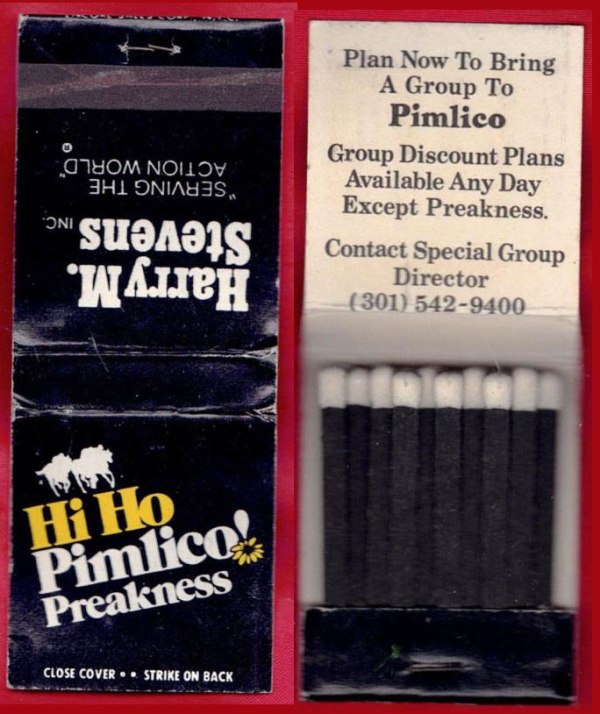 "SERVING THE
ACTION WORLD"®
Harry M.
Stevens INC.
Hi Ho
Pimlico!
Preakness
CLOSE COVER • • STRIKE ON BACK
Plan Now To Bring
A Group To
Pimlico
Group Discount Plans
Available Any Day
Except Preakness.
Contact Special Group
Director
(301) 542-9400